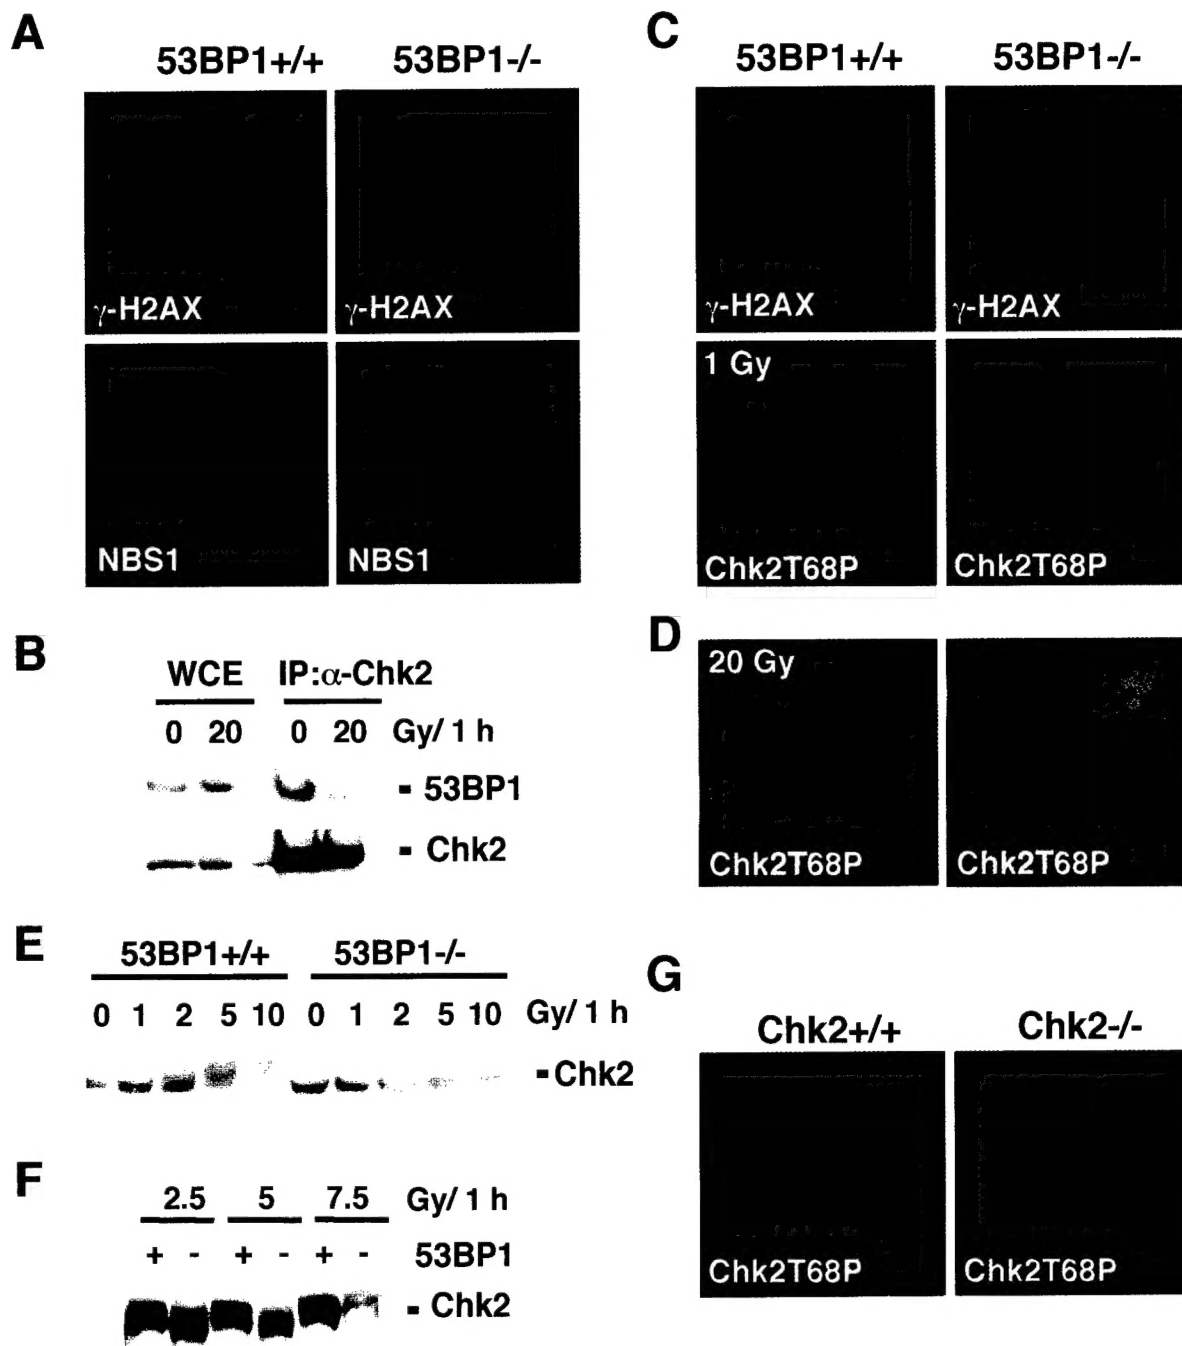 A
53BP1+/+ 53BP1-/-
γ-H2AX γ-H2AX
NBS1 NBS1
B
WCE IP:α-Chk2
0 20 0 20 Gy/ 1 h
- 53BP1
- Chk2
E
53BP1+/+ 53BP1-/-
0 1 2 5 10 0 1 2 5 10 Gy/ 1 h
-Chk2
F
2.5 5 7.5 Gy/ 1 h
+ - + - + - 53BP1
- Chk2
C
53BP1+/+ 53BP1-/-
γ-H2AX γ-H2AX
1 Gy
Chk2T68P Chk2T68P
D
20 Gy
Chk2T68P Chk2T68P
G
Chk2+/+ Chk2-/-
Chk2T68P Chk2T68P